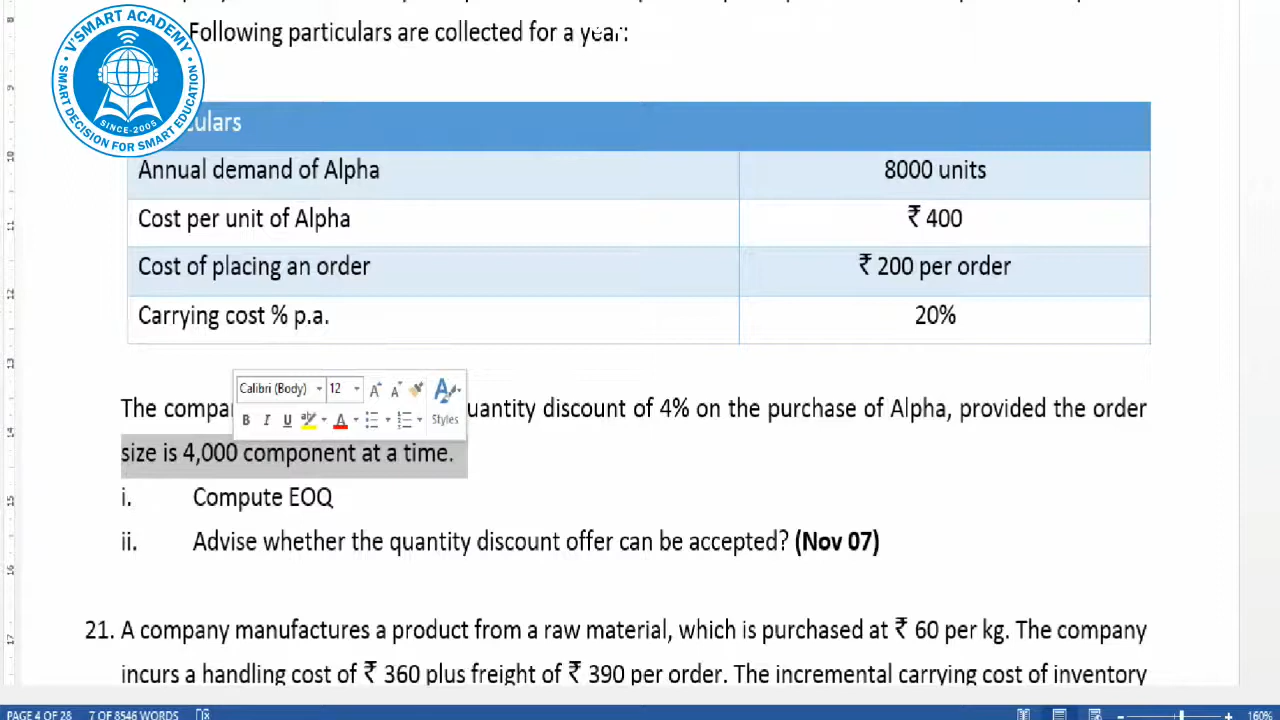 Following particulars are collected for a year:
V'SMART ACADEMY
SINCE-2005
SMART DECISION FOR SMART EDUCATION
Annual demand of Alpha 8000 units
Cost per unit of Alpha ₹ 400
Cost of placing an order ₹ 200 per order
Carrying cost % p.a. 20%
Calibri (Body) 12
B I U Styles
The discount of 4% on the purchase of Alpha, provided the order
size is 4,000 component at a time.
i. Compute EOQ
ii. Advise whether the quantity discount offer can be accepted? (Nov 07)
21. A company manufactures a product from a raw material, which is purchased at ₹ 60 per kg. The company
incurs a handling cost of ₹ 360 plus freight of ₹ 390 per order. The incremental carrying cost of inventory
PAGE 4 OF 28 7 OF 8546 WORDS 160%